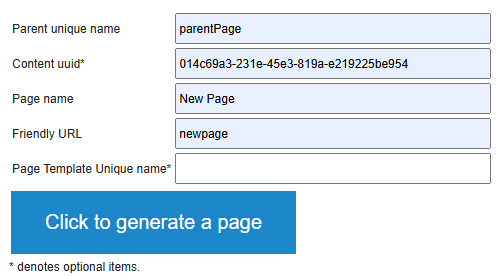 Parent unique name parentPage
Content uuid* 014c69a3-231e-45e3-819a-e219225be954
Page name New Page
Friendly URL newpage
Page Template Unique name*
Click to generate a page
* denotes optional items.